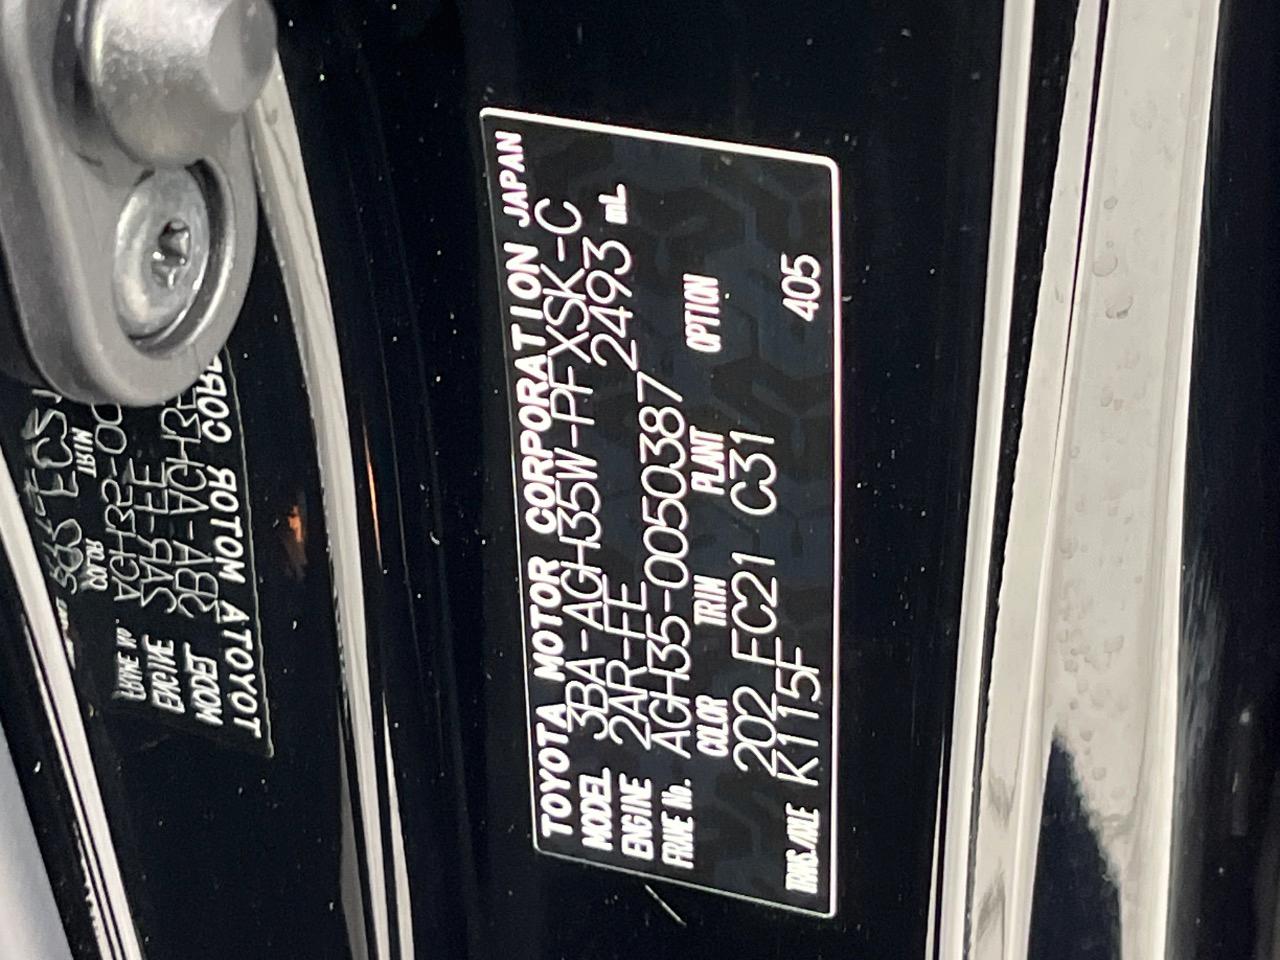 TOYOTA MOTOR CORPORATION JAPAN
MODEL 3BA-AGH35W-PFXSK-C
ENGINE 2AR-FE 2493 mL
FRAME No. AGH35-0050387
COLOR TRIM PLANT OPTION
202 FC21 C31
TRANS./AXLE K115F 405